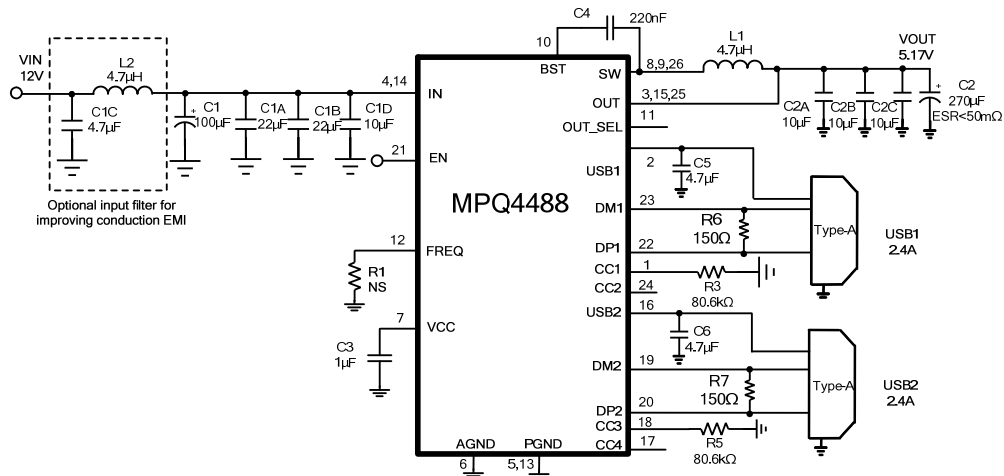 C4
220nF
10
BST
VIN
12V
L2
4.7µH
C1C
4.7µF
C1
100µF
C1A
22µF
C1B
22µF
C1D
10µF
4,14
IN
21
EN
Optional input filter for
improving conduction EMI
12
FREQ
R1
NS
7
VCC
C3
1µF
MPQ4488
AGND
6
PGND
5,13
SW
8,9,26
L1
4.7µH
VOUT
5.17V
OUT
3,15,25
OUT_SEL
11
C2A
10µF
C2B
10µF
C2C
10µF
C2
270µF
ESR<50mΩ
USB1
2
C5
4.7µF
DM1
23
R6
150Ω
Type-A
USB1
2.4A
DP1
22
CC1
1
R3
80.6kΩ
CC2
24
USB2
16
C6
4.7µF
DM2
19
R7
150Ω
Type-A
USB2
2.4A
DP2
20
CC3
18
R5
80.6kΩ
CC4
17
+
+